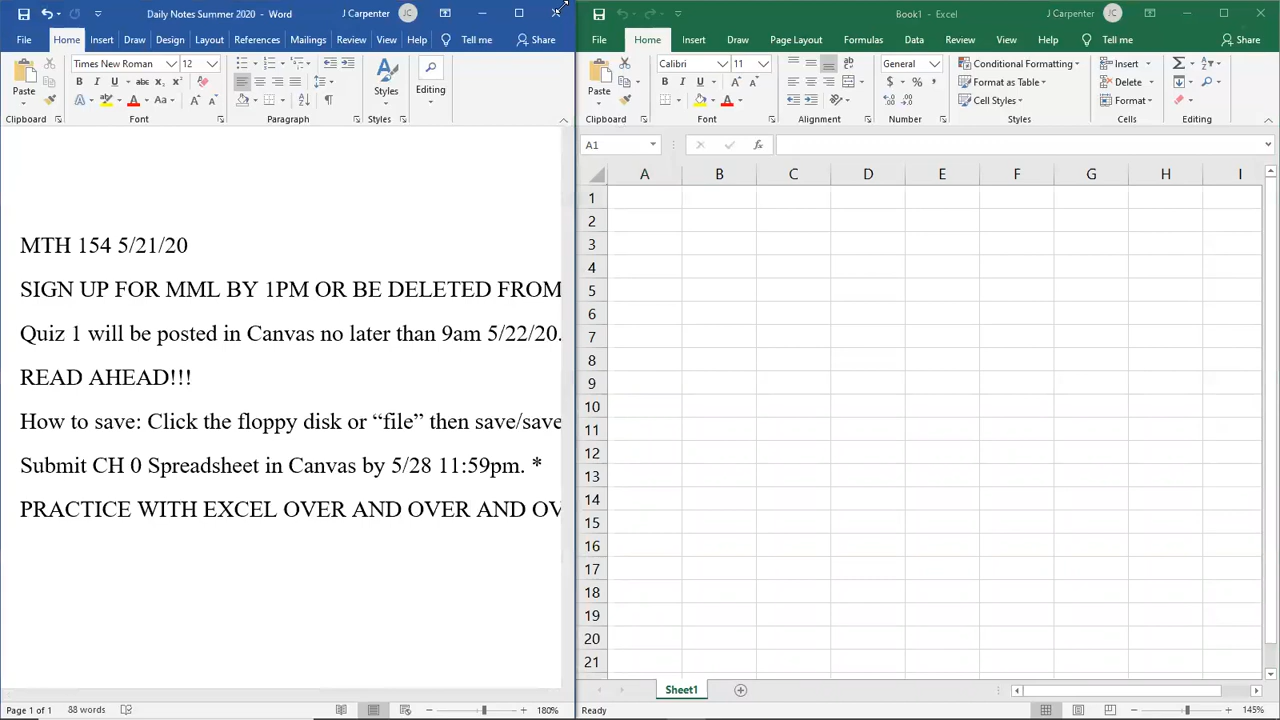 Daily Notes Summer 2020 - Word
J Carpenter
JC
File Home Insert Draw Design Layout References Mailings Review View Help Tell me Share
Paste
Times New Roman 12
Styles
Editing
Clipboard Font Paragraph Styles
MTH 154 5/21/20
SIGN UP FOR MML BY 1PM OR BE DELETED FROM
Quiz 1 will be posted in Canvas no later than 9am 5/22/20.
READ AHEAD!!!
How to save: Click the floppy disk or “file” then save/save
Submit CH 0 Spreadsheet in Canvas by 5/28 11:59pm. *
PRACTICE WITH EXCEL OVER AND OVER AND OV
Page 1 of 1 88 words 180%
Book1 - Excel
J Carpenter
JC
File Home Insert Draw Page Layout Formulas Data Review View Help Tell me Share
Paste
Calibri 11
General
Conditional Formatting
Format as Table
Cell Styles
Insert
Delete
Format
Clipboard Font Alignment Number Styles Cells Editing
A1 fx
A B C D E F G H I
1
2
3
4
5
6
7
8
9
10
11
12
13
14
15
16
17
18
19
20
21
Sheet1
Ready 145%